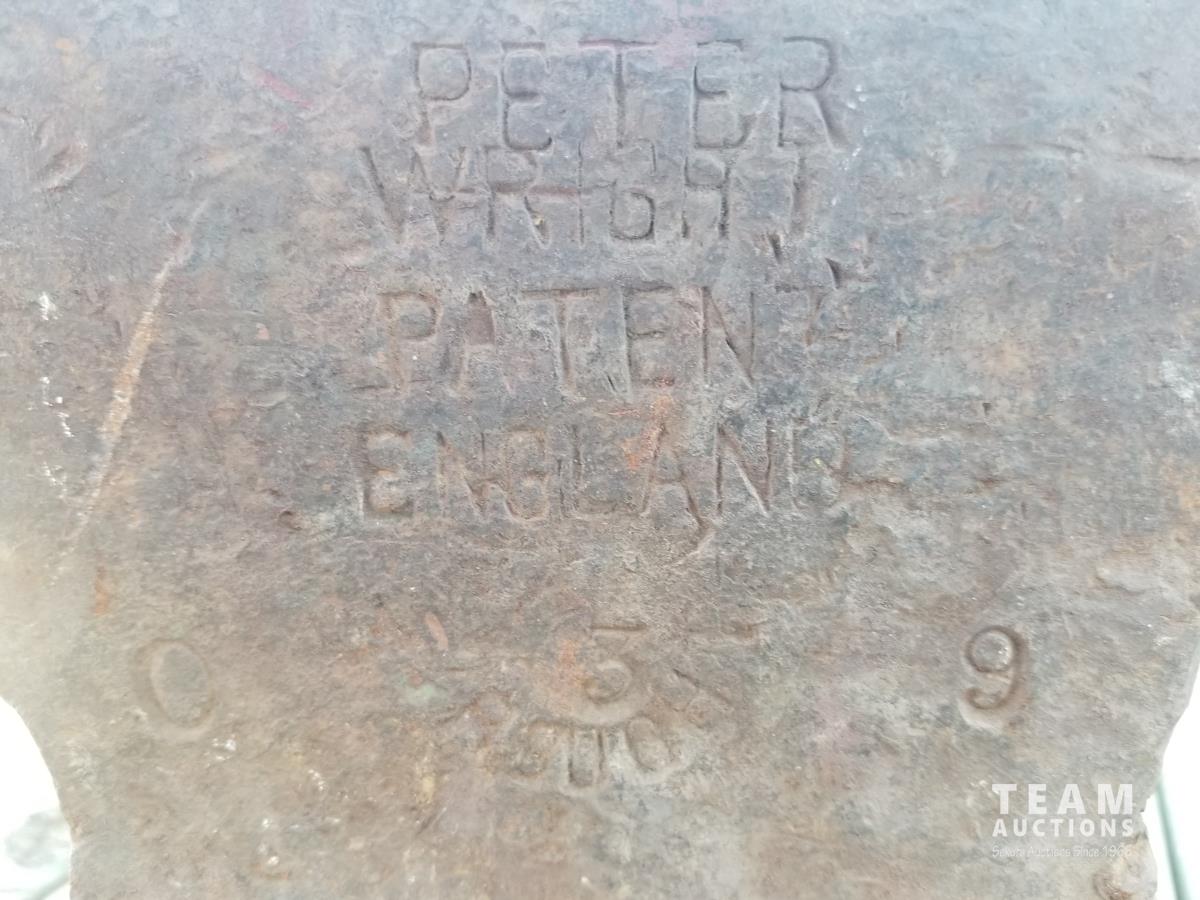 PETER
WRIGHT
PATENT
ENGLAND
0 3 9
TEAM
AUCTIONS